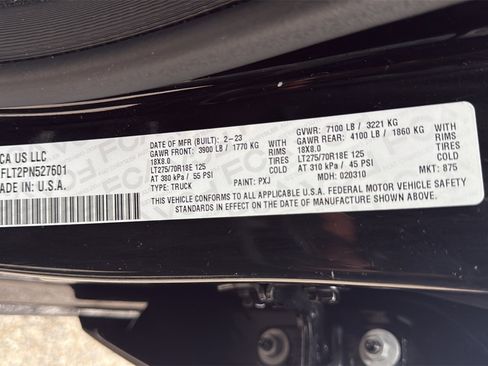 CA US LLC
FLT2PN527601
MADE IN U.S.A.
DATE OF MFR (BUILT): 2-23
GAWR FRONT: 3900 LB / 1770 KG WITH
18X8.0 RIMS
LT275/70R18E 125 TIRES
AT 380 kPa / 55 PSI COLD
TYPE: TRUCK PAINT: PXJ
GVWR: 7100 LB / 3221 KG
GAWR REAR: 4100 LB / 1860 KG WITH
18X8.0 RIMS
LT275/70R18E 125 TIRES
AT 310 kPa / 45 PSI COLD
MDH: 020310 MKT: 875
THIS VEHICLE CONFORMS TO ALL APPLICABLE U.S.A. FEDERAL MOTOR VEHICLE SAFETY
STANDARDS IN EFFECT ON THE DATE OF MANUFACTURE SHOWN ABOVE.